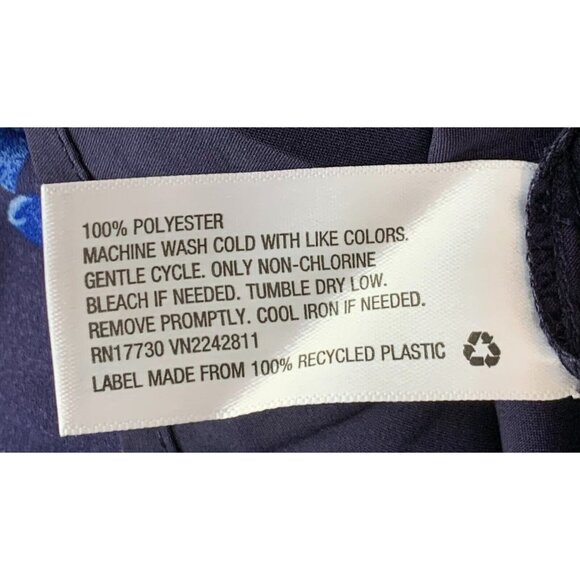 100% POLYESTER
MACHINE WASH COLD WITH LIKE COLORS.
GENTLE CYCLE. ONLY NON-CHLORINE
BLEACH IF NEEDED. TUMBLE DRY LOW.
REMOVE PROMPTLY. COOL IRON IF NEEDED.
RN17730 VN2242811
LABEL MADE FROM 100% RECYCLED PLASTIC